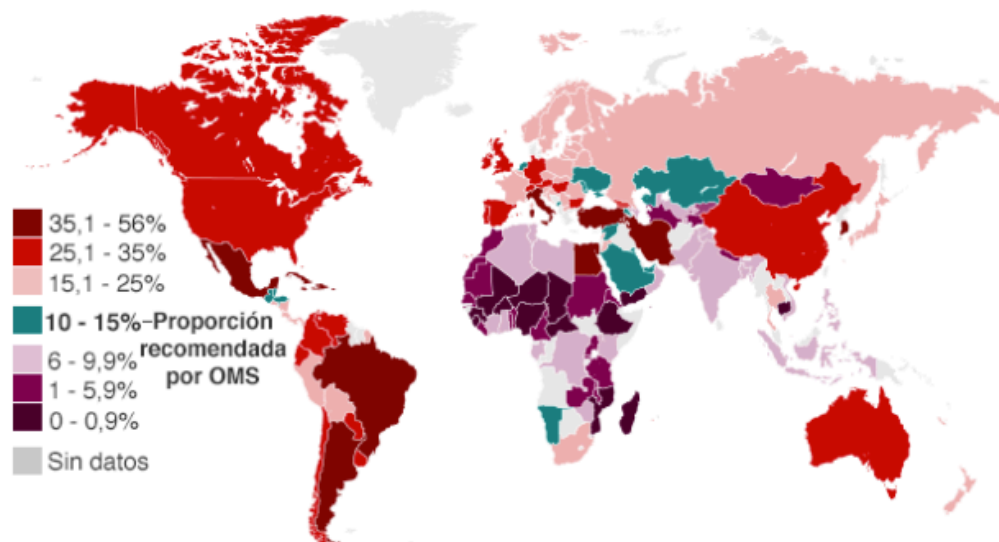 35,1 - 56%
25,1 - 35%
15,1 - 25%
10 - 15%–Proporción
recomendada
6 - 9,9%
por OMS
1 - 5,9%
0 - 0,9%
Sin datos